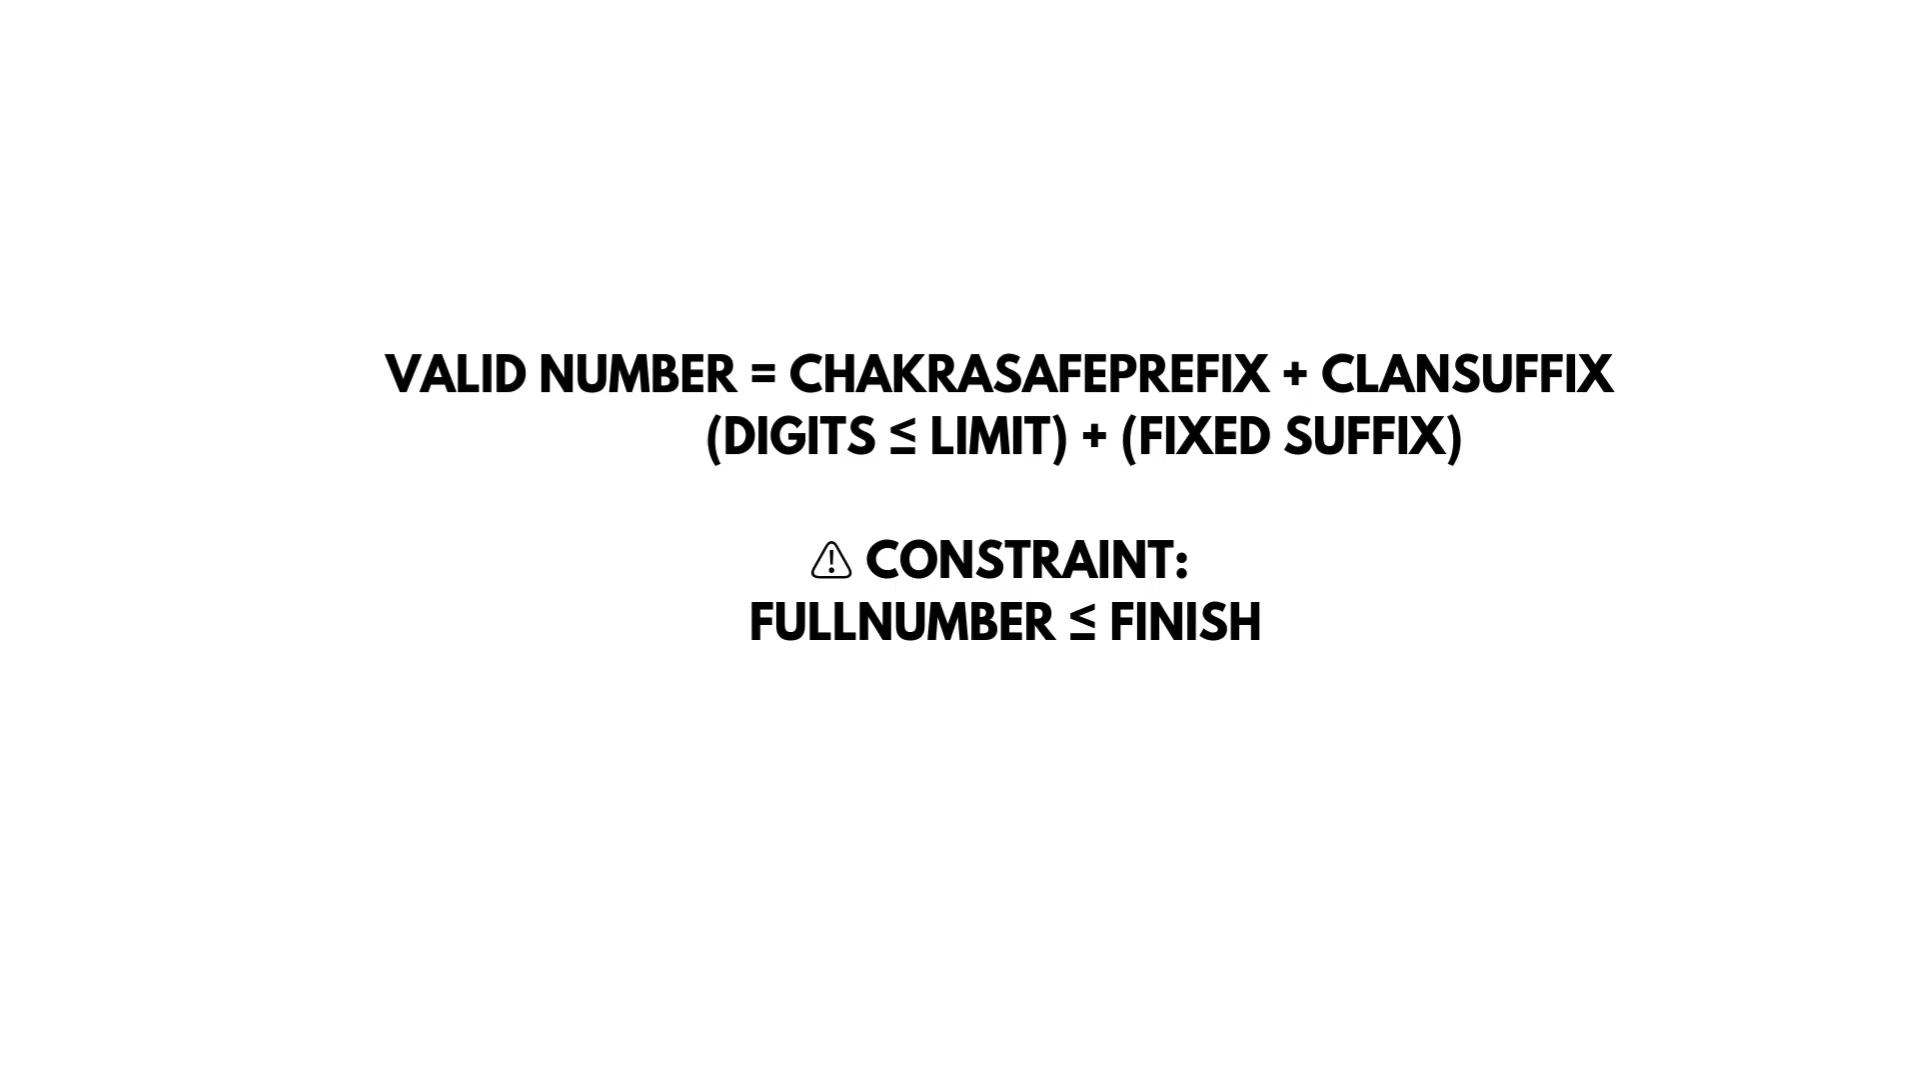 VALID NUMBER = CHAKRASAFEPREFIX + CLANSUFFIX
(DIGITS ≤ LIMIT) + (FIXED SUFFIX)
⚠ CONSTRAINT:
FULLNUMBER ≤ FINISH